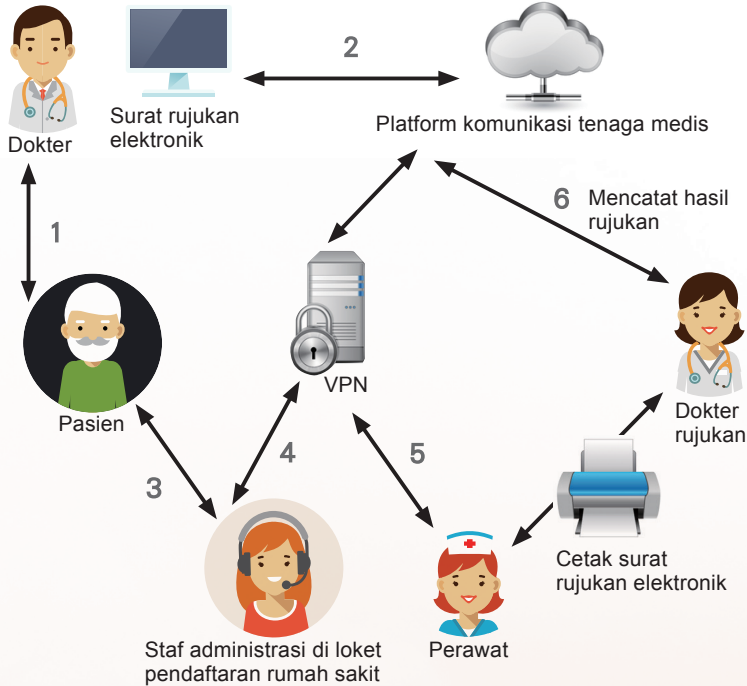 Dokter
Surat rujukan
elektronik
2
Platform komunikasi tenaga medis
1
6
Mencatat hasil
rujukan
VPN
Pasien
Dokter
rujukan
3
4
5
Cetak surat
rujukan elektronik
Staf administrasi di loket
pendaftaran rumah sakit
Perawat